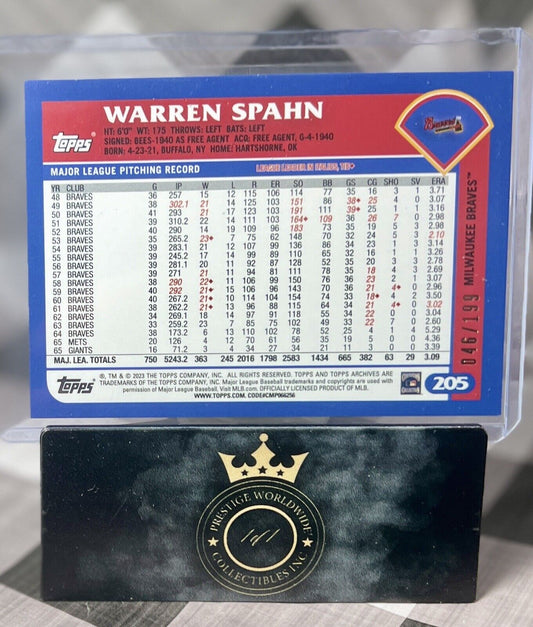 WARREN SPAHN
Topps
HT: 6'0" WT: 175 THROWS: LEFT BATS: LEFT
SIGNED: BEES-1940 AS FREE AGENT ACQ: FREE AGENT, G-4-1940
BORN: 4-23-21, BUFFALO, NY HOME: HARTSHORNE, OK
Braves
MAJOR LEAGUE PITCHING RECORD LEAGUE LEADER IN ITALICS, TIE♦
YR CLUB G IP W L R ER SO BB GS CG SHO SV ERA
48 BRAVES 36 257 15 12 115 106 114 77 35 16 3 1 3.71
49 BRAVES 38 302.1 21 14 125 103 151 86 38♦ 25 4 0 3.07
50 BRAVES 41 293 21 17 123 103 191 111 39♦ 25 1 1 3.16
51 BRAVES 39 310.2 22 14 111 103 164♦ 109 36 26 7 0 2.98
52 BRAVES 40 290 14 19 109 96 183 73 35 19 5 3 2.98
53 BRAVES 35 265.2 23♦ 7 75 62 148 70 32 24 5 3 2.10
54 BRAVES 39 283.1 21 12 107 99 136 86 34 23 1 3 3.14
55 BRAVES 39 245.2 17 14 99 89 110 65 32 16 1 1 3.26
56 BRAVES 39 281.1 20 11 92 87 128 52 35 20 3 3 2.78
57 BRAVES 39 271 21 11 94 81 111 78 35 18 4 3 2.69
58 BRAVES 38 290 22♦ 11 106 99 150 76 36 23 2 1 3.07
59 BRAVES 40 292 21♦ 15 106 96 143 70 36 21 4♦ 0 2.96
60 BRAVES 40 267.2 21♦ 10 114 104 154 74 33 18♦ 4 2 3.50
61 BRAVES 38 262.2 21♦ 13 96 88 115 64 34 21 4♦ 0 3.02
62 BRAVES 34 269.1 18 14 97 91 118 55 34 22 0 0 3.04
63 BRAVES 33 259.2 23 7 85 75 102 49 33 22 7 0 2.60
64 BRAVES 38 173.2 6 13 110 102 78 52 25 4 1 4 5.29
65 METS 20 126 4 12 70 61 56 35 19 5 0 0 4.36
65 GIANTS 16 71.2 3 4 27 27 34 21 11 3 0 0 3.39
MAJ. LEA. TOTALS 750 5243.2 363 245 2016 1798 2583 1434 665 382 63 29 3.09
MILWAUKEE BRAVES™
046/199
Topps
®, TM & © 2023 THE TOPPS COMPANY, INC. ALL RIGHTS RESERVED. TOPPS AND TOPPS ARCHIVES ARE
TRADEMARKS OF THE TOPPS COMPANY, INC. Major League Baseball trademarks and copyrights are used with
permission of Major League Baseball. Visit MLB.com. OFFICIALLY LICENSED PRODUCT OF MLB.
WWW.TOPPS.COM. CODE#CMP066256
205
PRESTIGE WORLDWIDE
1of1
COLLECTIBLES INC